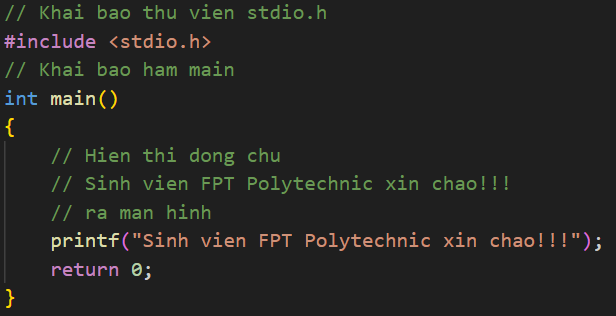 // Khai bao thu vien stdio.h
#include <stdio.h>
// Khai bao ham main
int main()
{
// Hien thi dong chu
// Sinh vien FPT Polytechnic xin chao!!!
// ra man hinh
printf("Sinh vien FPT Polytechnic xin chao!!!");
return 0;
}